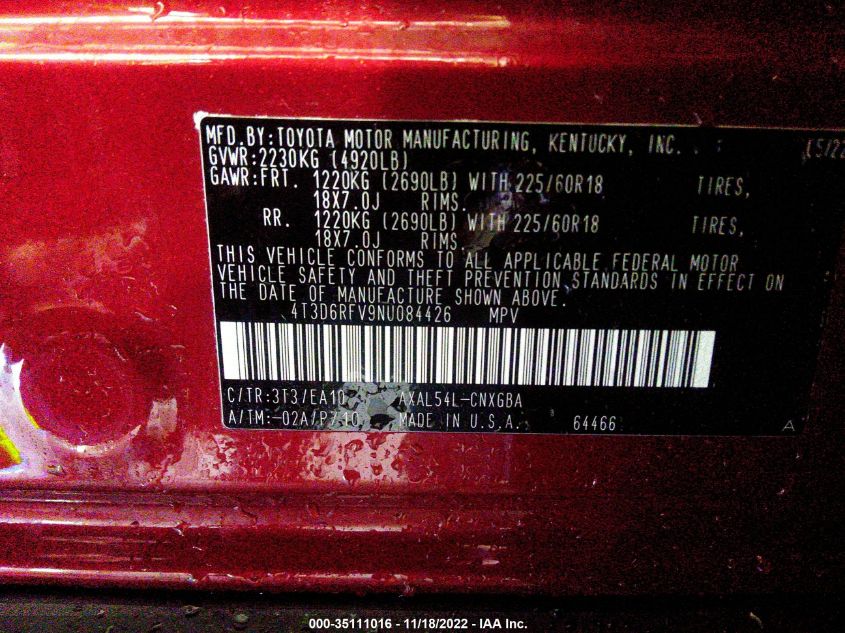 MFD.BY:TOYOTA MOTOR MANUFACTURING, KENTUCKY, INC. 5/22
GVWR:2230KG (4920LB)
GAWR:FRT. 1220KG (2690LB) WITH 225/60R18 TIRES,
18X7.0J RIMS.
RR. 1220KG (2690LB) WITH 225/60R18 TIRES,
18X7.0J RIMS.
THIS VEHICLE CONFORMS TO ALL APPLICABLE FEDERAL MOTOR
VEHICLE SAFETY AND THEFT PREVENTION STANDARDS IN EFFECT ON
THE DATE OF MANUFACTURE SHOWN ABOVE.
4T3D6RFV9NU084426 MPV
C/TR:3T3/EA10 AXAL54L-CNXGBA
A/TM:-02A/P710 MADE IN U.S.A. 64466
A
000-35111016 - 11/18/2022 - IAA Inc.